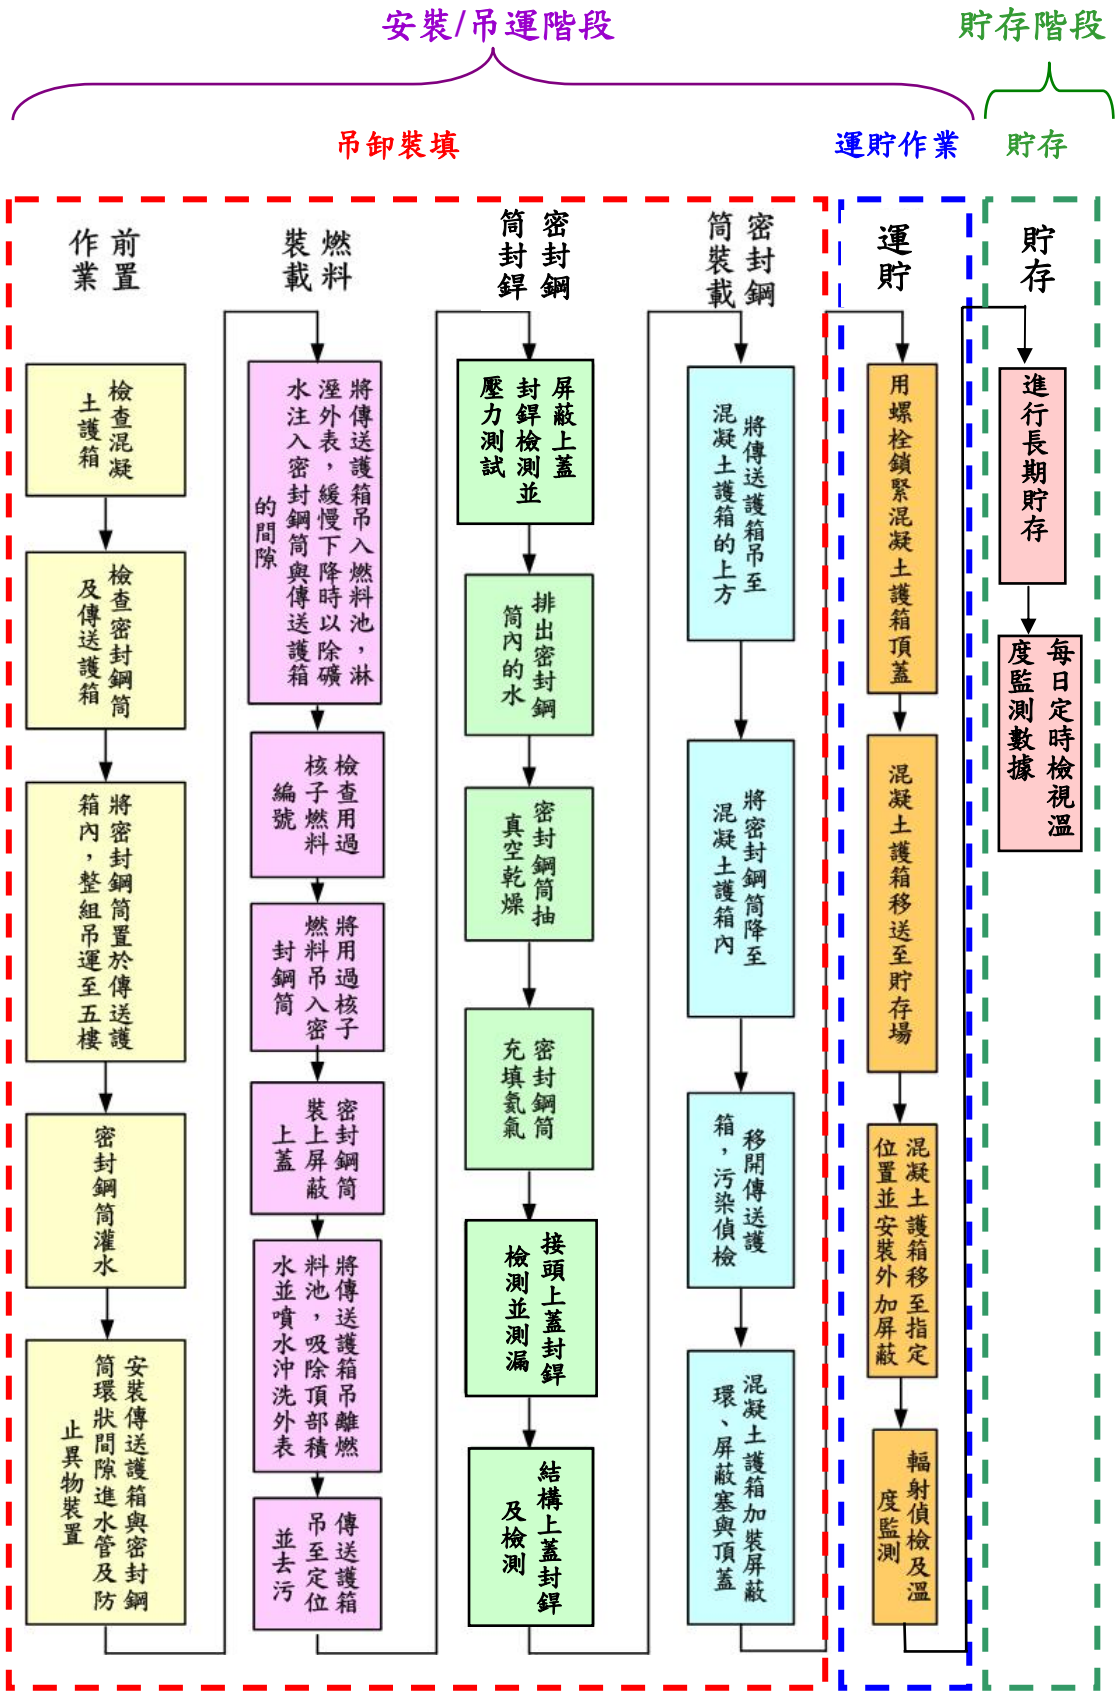 安裝/吊運階段
貯存階段
吊卸裝填
運貯作業
貯存
前置
作業
檢查混凝
土護箱
檢查密封鋼筒
及傳送護箱
將密封鋼筒置於傳送護
箱內，整組吊運至五樓
密封鋼筒灌水
安裝傳送護箱與密封鋼
筒環狀間隙進水管及防
止異物裝置
燃料
裝載
將傳送護箱吊入燃料池，淋
溼外表，緩慢下降時以除礦
水注入密封鋼筒與傳送護箱
的間隙
檢查用過
核子燃料
編號
將用過核子
燃料吊入密
封鋼筒
密封鋼筒
裝上屏蔽
上蓋
將傳送護箱吊離燃
料池，吸除頂部積
水並噴水沖洗外表
傳送護箱
吊至定位
並去污
密封鋼
筒封銲
屏蔽上蓋
封銲檢測並
壓力測試
排出密封鋼
筒內的水
密封鋼筒抽
真空乾燥
密封鋼筒
充填氦氣
接頭上蓋封銲
檢測並測漏
結構上蓋封銲
及檢測
密封鋼
筒裝載
將傳送護箱吊至
混凝土護箱的上方
將密封鋼筒降至
混凝土護箱內
移開傳送護
箱，污染偵檢
混凝土護箱加裝屏蔽
環、屏蔽塞與頂蓋
運貯
用螺栓鎖緊混凝土護箱頂蓋
混凝土護箱移送至貯存場
混凝土護箱移至指定
位置並安裝外加屏蔽
輻射偵檢及溫
度監測
貯存
進行長期貯存
每日定時檢視溫
度監測數據